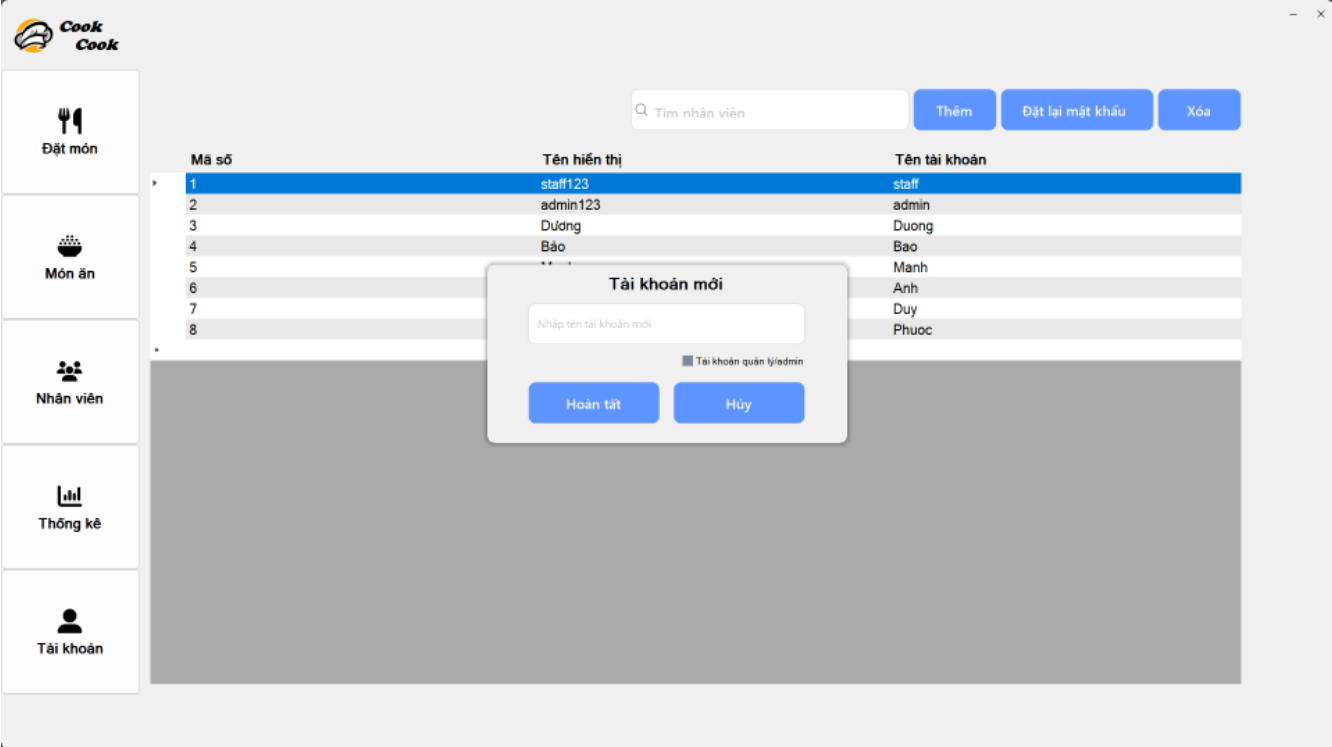 Cook
Cook
Tìm nhân viên
Thêm
Đặt lại mật khẩu
Xóa
Đặt món
Món ăn
Nhân viên
Thống kê
Tài khoản
Mã số Tên hiển thị Tên tài khoản
1 staff123 staff
2 admin123 admin
3 Dương Duong
4 Bảo Bao
5 Manh
6 Anh
7 Duy
8 Phuoc
Tài khoản mới
Nhập tên tài khoản mới
Tài khoản quản lý/admin
Hoàn tất
Hủy